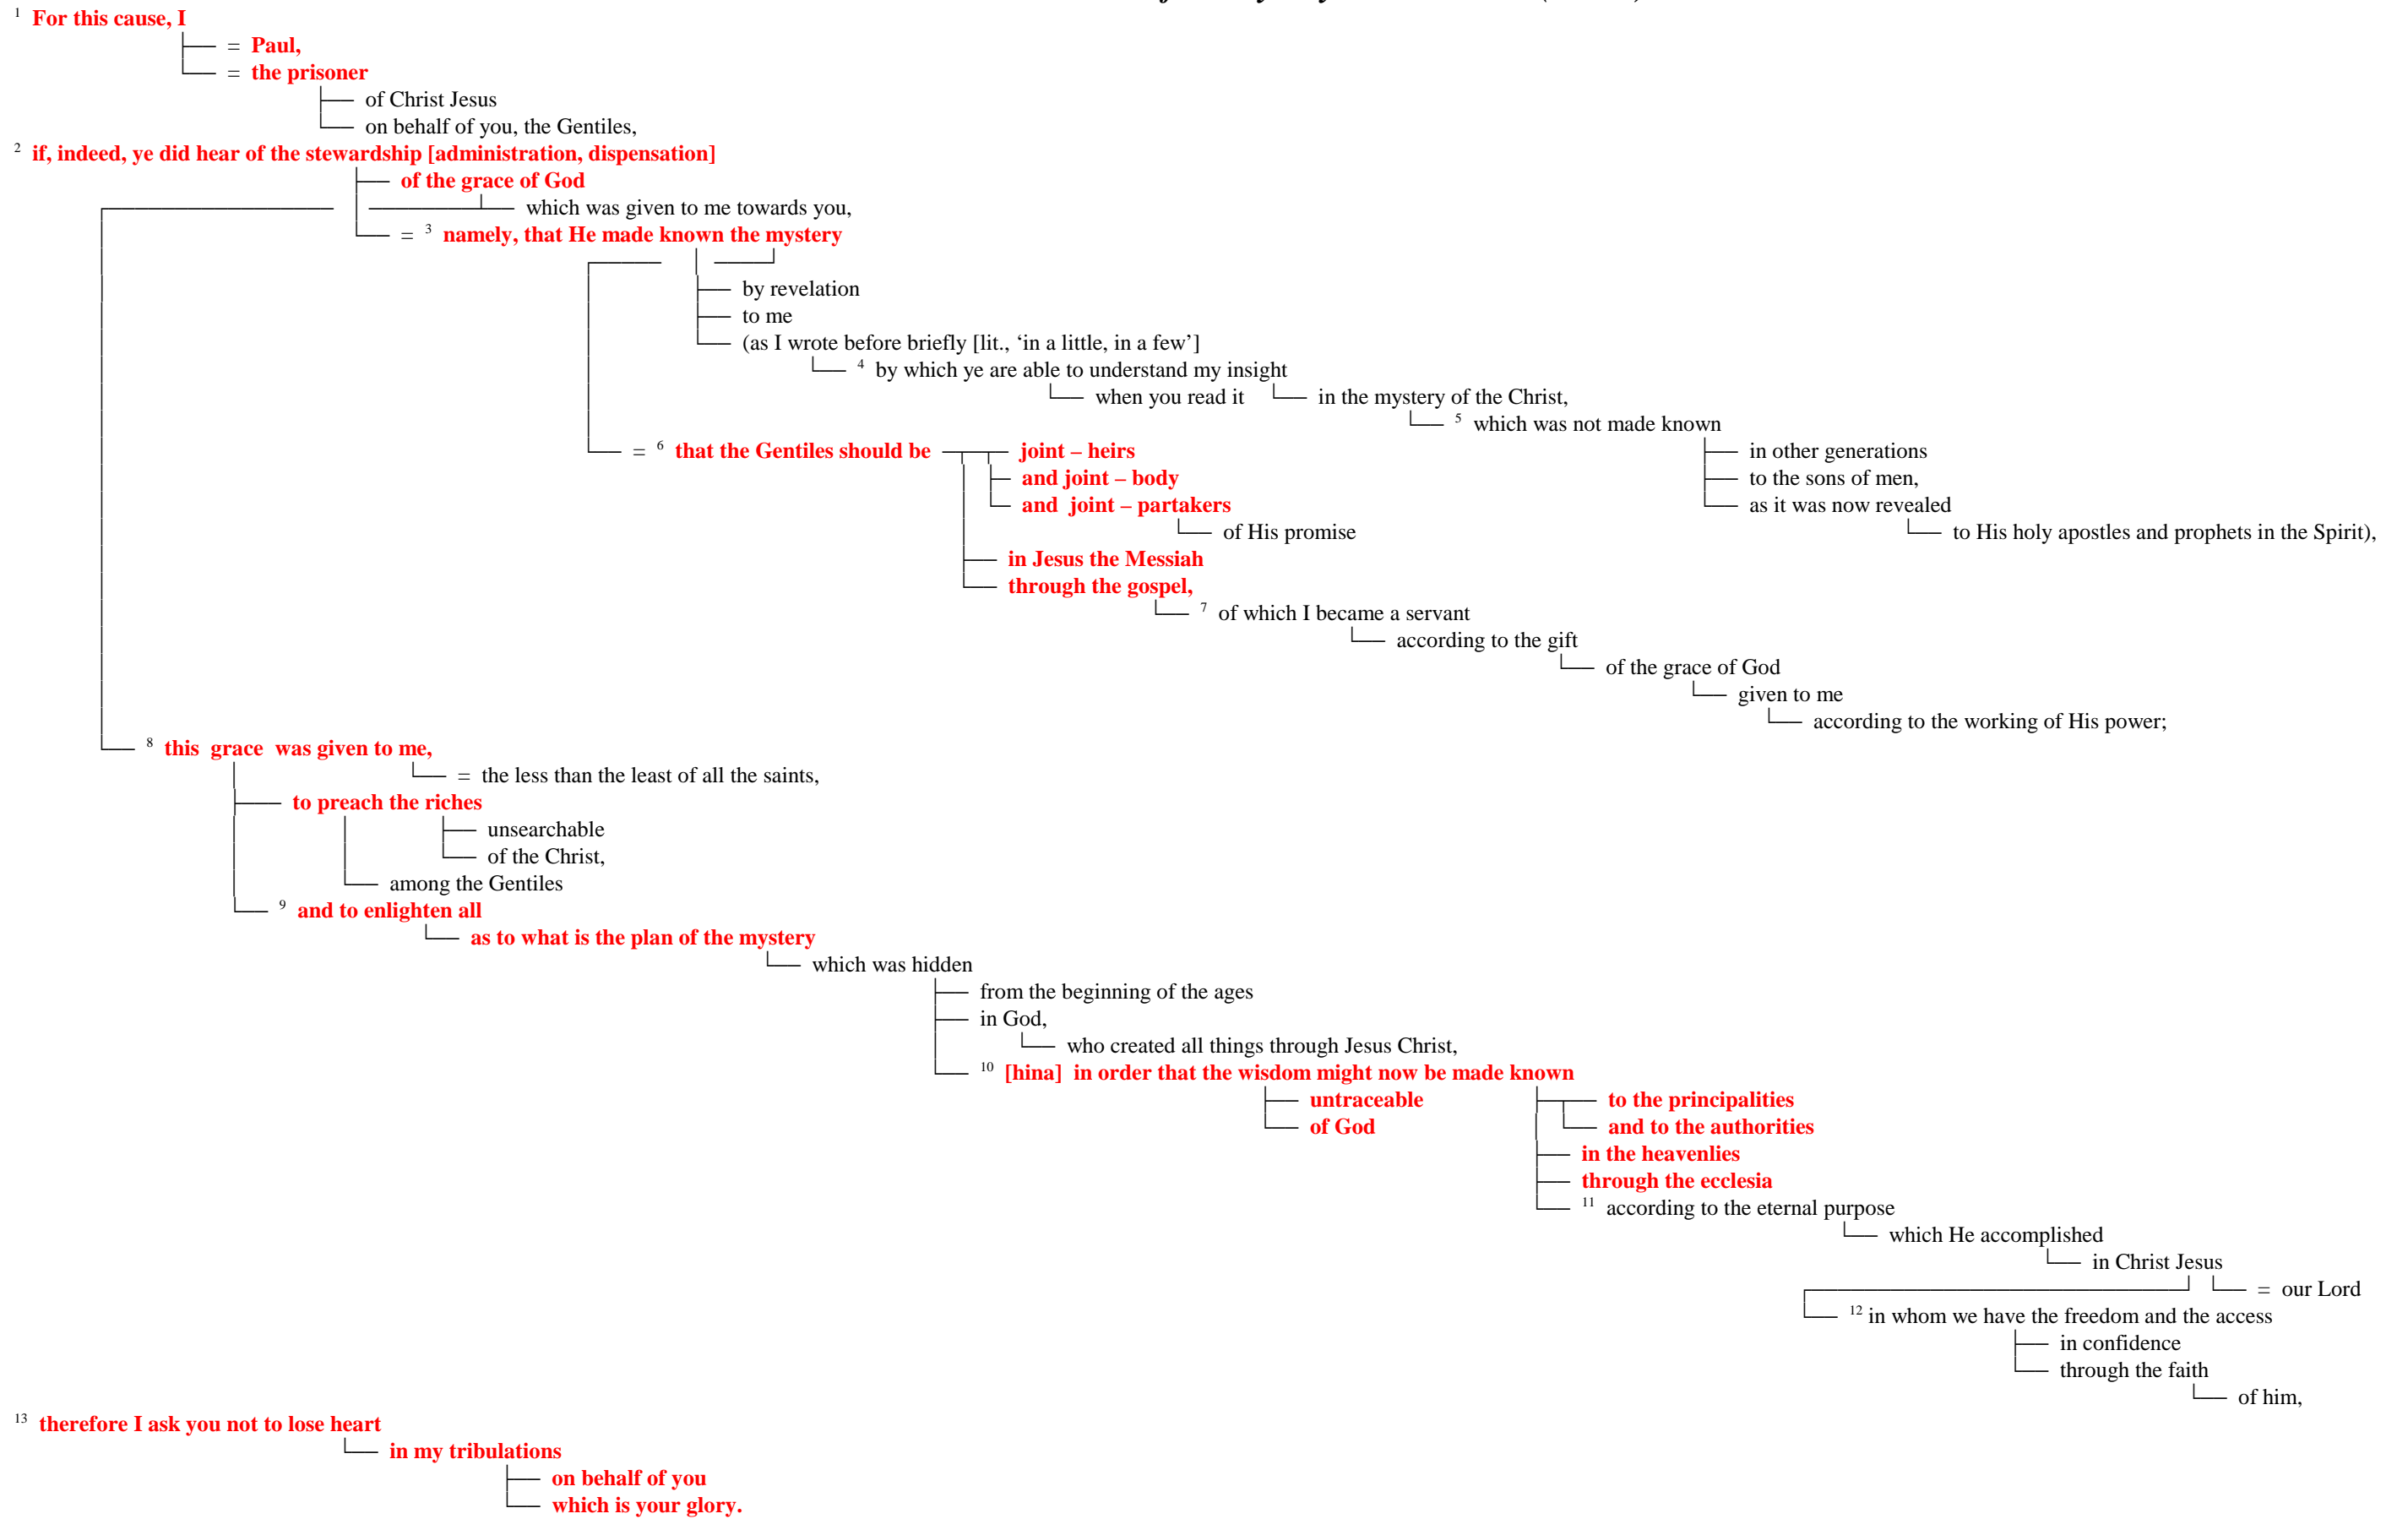 1 For this cause, I
= Paul,
= the prisoner
of Christ Jesus
on behalf of you, the Gentiles,
2 if, indeed, ye did hear of the stewardship [administration, dispensation]
of the grace of God
which was given to me towards you,
= 3 namely, that He made known the mystery
by revelation
to me
(as I wrote before briefly [lit., ‘in a little, in a few’]
4 by which ye are able to understand my insight
when you read it in the mystery of the Christ,
5 which was not made known
= 6 that the Gentiles should be joint – heirs in other generations
and joint – body to the sons of men,
and joint – partakers as it was now revealed
of His promise to His holy apostles and prophets in the Spirit),
in Jesus the Messiah
through the gospel,
7 of which I became a servant
according to the gift
of the grace of God
given to me
according to the working of His power;
8 this grace was given to me,
= the less than the least of all the saints,
to preach the riches
unsearchable
of the Christ,
among the Gentiles
9 and to enlighten all
as to what is the plan of the mystery
which was hidden
from the beginning of the ages
in God,
who created all things through Jesus Christ,
10 [hina] in order that the wisdom might now be made known
untraceable to the principalities
of God and to the authorities
in the heavenlies
through the ecclesia
11 according to the eternal purpose
which He accomplished
in Christ Jesus
= our Lord
12 in whom we have the freedom and the access
in confidence
through the faith
of him,
13 therefore I ask you not to lose heart
in my tribulations
on behalf of you
which is your glory.